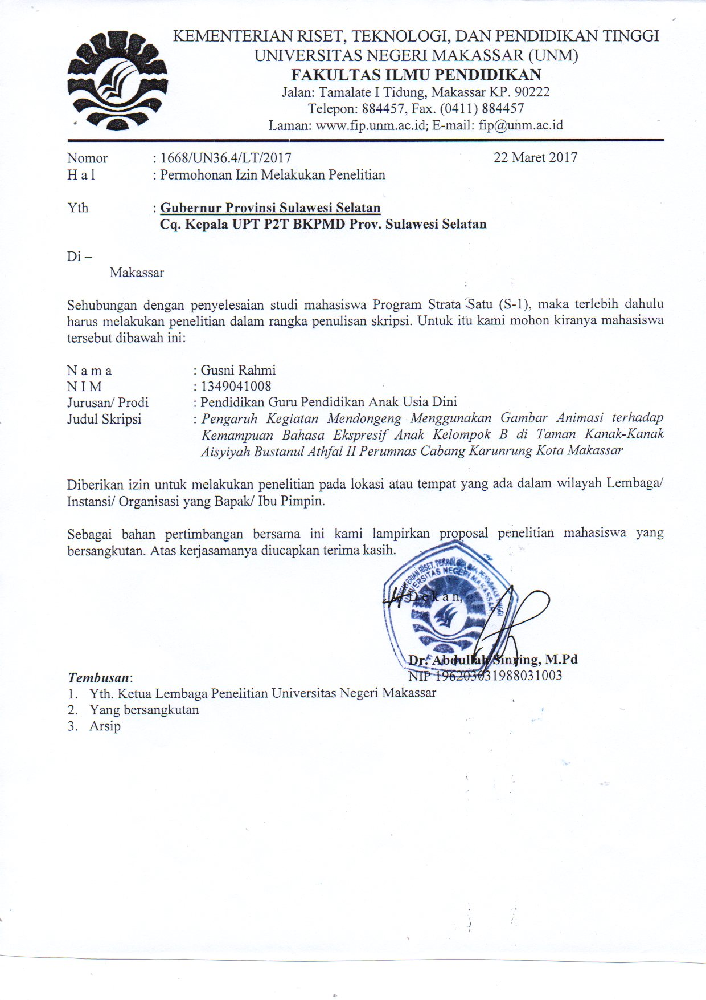 KEMENTERIAN RISET, TEKNOLOGI, DAN PENDIDIKAN TINGGI
UNIVERSITAS NEGERI MAKASSAR (UNM)
FAKULTAS ILMU PENDIDIKAN
Jalan: Tamalate I Tidung, Makassar KP. 90222
Telepon: 884457, Fax. (0411) 884457
Laman: www.fip.unm.ac.id; E-mail: fip@unm.ac.id
Nomor : 1668/UN36.4/LT/2017 22 Maret 2017
H a l : Permohonan Izin Melakukan Penelitian
Yth : Gubernur Provinsi Sulawesi Selatan
Cq. Kepala UPT P2T BKPMD Prov. Sulawesi Selatan
Di –
Makassar
Sehubungan dengan penyelesaian studi mahasiswa Program Strata Satu (S-1), maka terlebih dahulu
harus melakukan penelitian dalam rangka penulisan skripsi. Untuk itu kami mohon kiranya mahasiswa
tersebut dibawah ini:
N a m a : Gusni Rahmi
N I M : 1349041008
Jurusan/ Prodi : Pendidikan Guru Pendidikan Anak Usia Dini
Judul Skripsi : Pengaruh Kegiatan Mendongeng Menggunakan Gambar Animasi terhadap
Kemampuan Bahasa Ekspresif Anak Kelompok B di Taman Kanak-Kanak
Aisyiyah Bustanul Athfal II Perumnas Cabang Karunrung Kota Makassar
Diberikan izin untuk melakukan penelitian pada lokasi atau tempat yang ada dalam wilayah Lembaga/
Instansi/ Organisasi yang Bapak/ Ibu Pimpin.
Sebagai bahan pertimbangan bersama ini kami lampirkan proposal penelitian mahasiswa yang
bersangkutan. Atas kerjasamanya diucapkan terima kasih.
RISET, TEKNOLOGI, DAN PENDIDIKAN TINGGI
UNIVERSITAS NEGERI MAKASSAR
D e k a n,
Dr. Abdullah Sinring, M.Pd
NIP 196203031988031003
Tembusan:
1. Yth. Ketua Lembaga Penelitian Universitas Negeri Makassar
2. Yang bersangkutan
3. Arsip